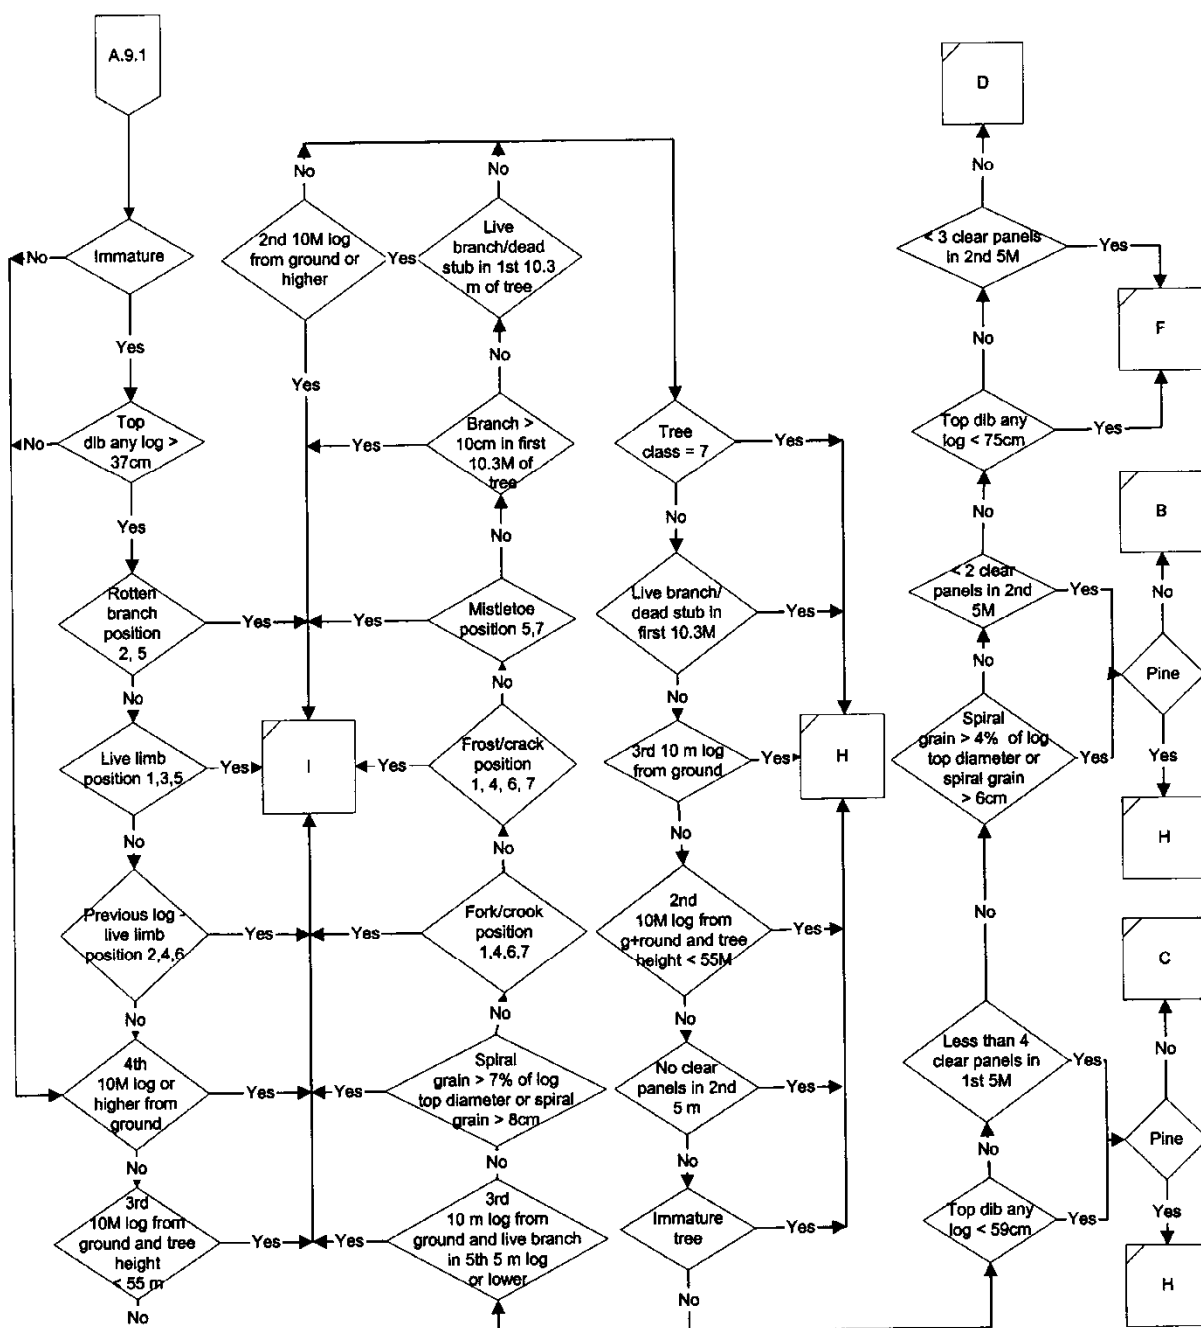 A.9.1
Immature
No
Yes
Top
dib any log >
37cm
No
Yes
Rotten
branch
position
2, 5
Yes
No
Live limb
position 1,3,5
Yes
No
Previous log -
live limb
position 2,4,6
Yes
No
4th
10M log or
higher from
ground
Yes
No
3rd
10M log from
ground and tree
height
< 55 m
Yes
No
No
2nd 10M log
from ground or
higher
Yes
Yes
I
No
Live
branch/dead
stub in 1st 10.3
m of tree
No
Branch >
10cm in first
10.3M of
tree
Yes
No
Mistletoe
position 5,7
Yes
No
Frost/crack
position
1, 4, 6, 7
Yes
No
Fork/crook
position
1,4,6,7
Yes
No
Spiral
grain > 7% of log
top diameter or spiral
grain > 8cm
Yes
No
3rd
10 m log from
ground and live branch
in 5th 5 m log
or lower
Yes
Tree
class = 7
Yes
No
Live branch/
dead stub in
first 10.3M
Yes
No
3rd 10 m log
from ground
Yes
H
No
2nd
10M log from
g+round and tree
height < 55M
Yes
No
No clear
panels in 2nd
5 m
Yes
No
Immature
tree
Yes
No
D
No
< 3 clear panels
in 2nd 5M
Yes
F
No
Top dib any
log < 75cm
Yes
No
< 2 clear
panels in 2nd
5M
Yes
B
No
Pine
Yes
H
No
Spiral
grain > 4% of log
top diameter or
spiral grain
> 6cm
Yes
No
Less than 4
clear panels in
1st 5M
Yes
C
No
Pine
Yes
H
No
Top dib any
log < 59cm
Yes